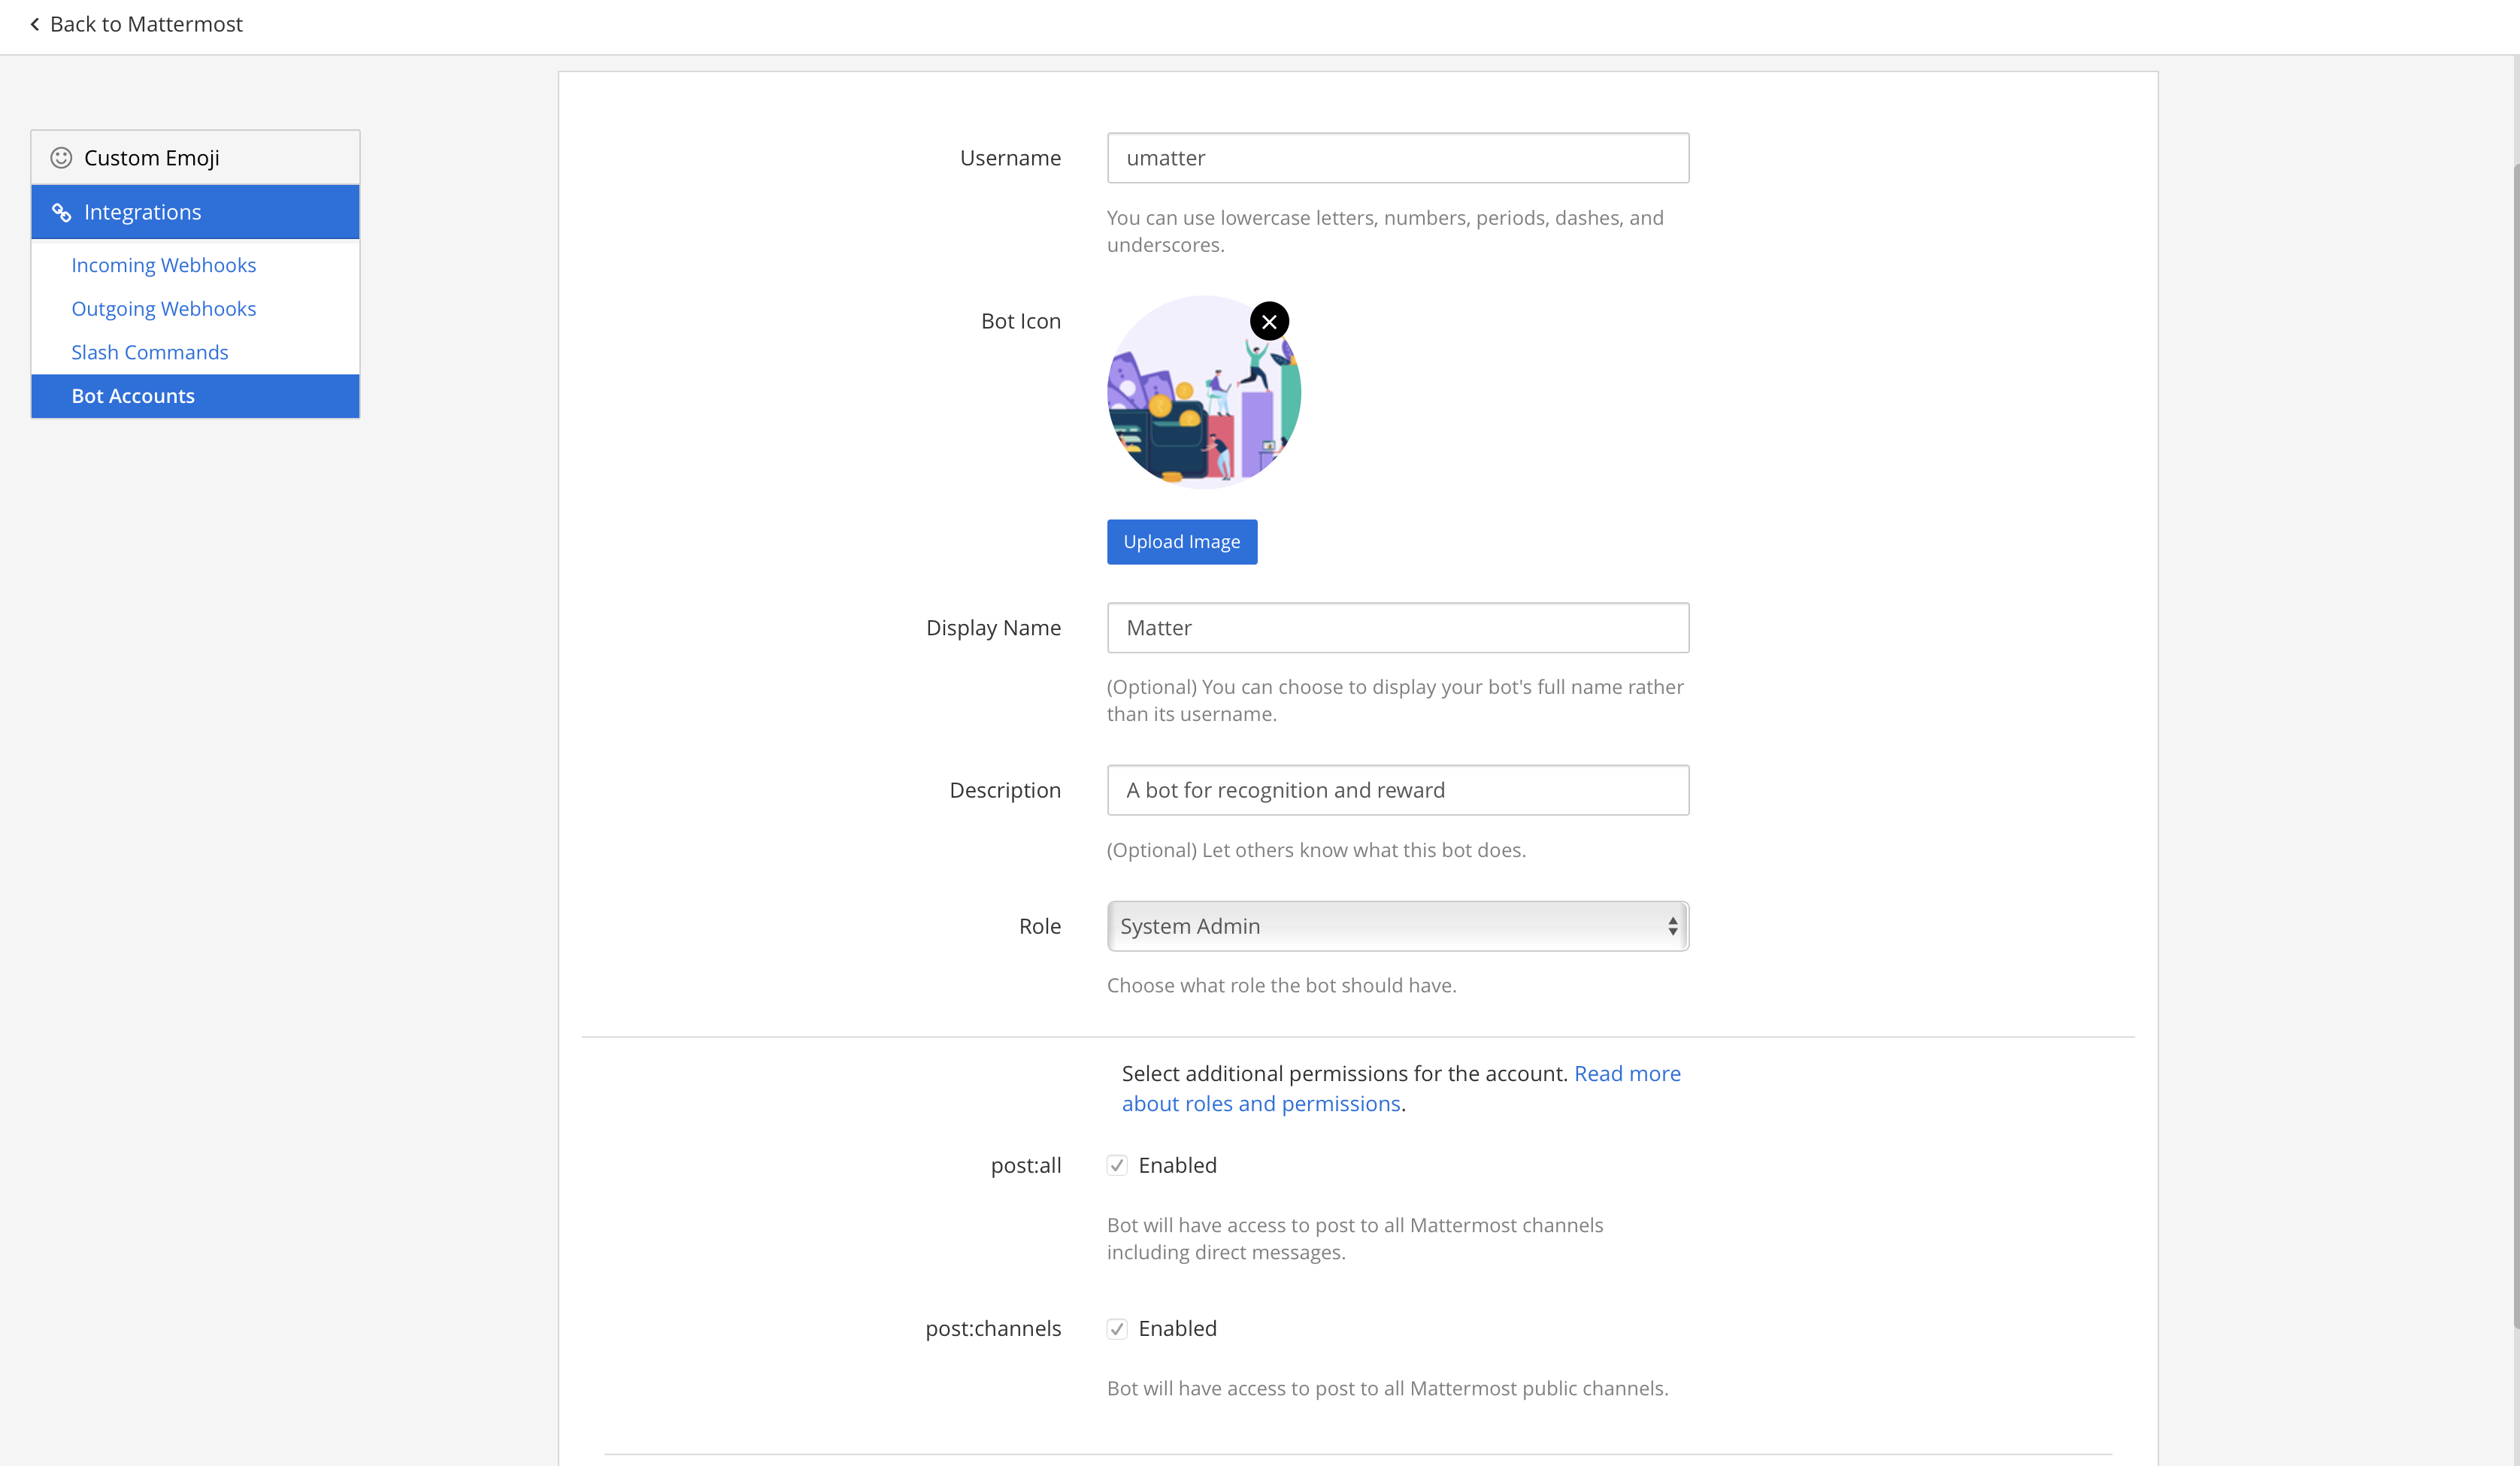 Back to Mattermost
Custom Emoji
Integrations
Incoming Webhooks
Outgoing Webhooks
Slash Commands
Bot Accounts
Username
umatter
You can use lowercase letters, numbers, periods, dashes, and
underscores.
Bot Icon
Upload Image
Display Name
Matter
(Optional) You can choose to display your bot's full name rather
than its username.
Description
A bot for recognition and reward
(Optional) Let others know what this bot does.
Role
System Admin
Choose what role the bot should have.
Select additional permissions for the account. Read more
about roles and permissions.
post:all
Enabled
Bot will have access to post to all Mattermost channels
including direct messages.
post:channels
Enabled
Bot will have access to post to all Mattermost public channels.